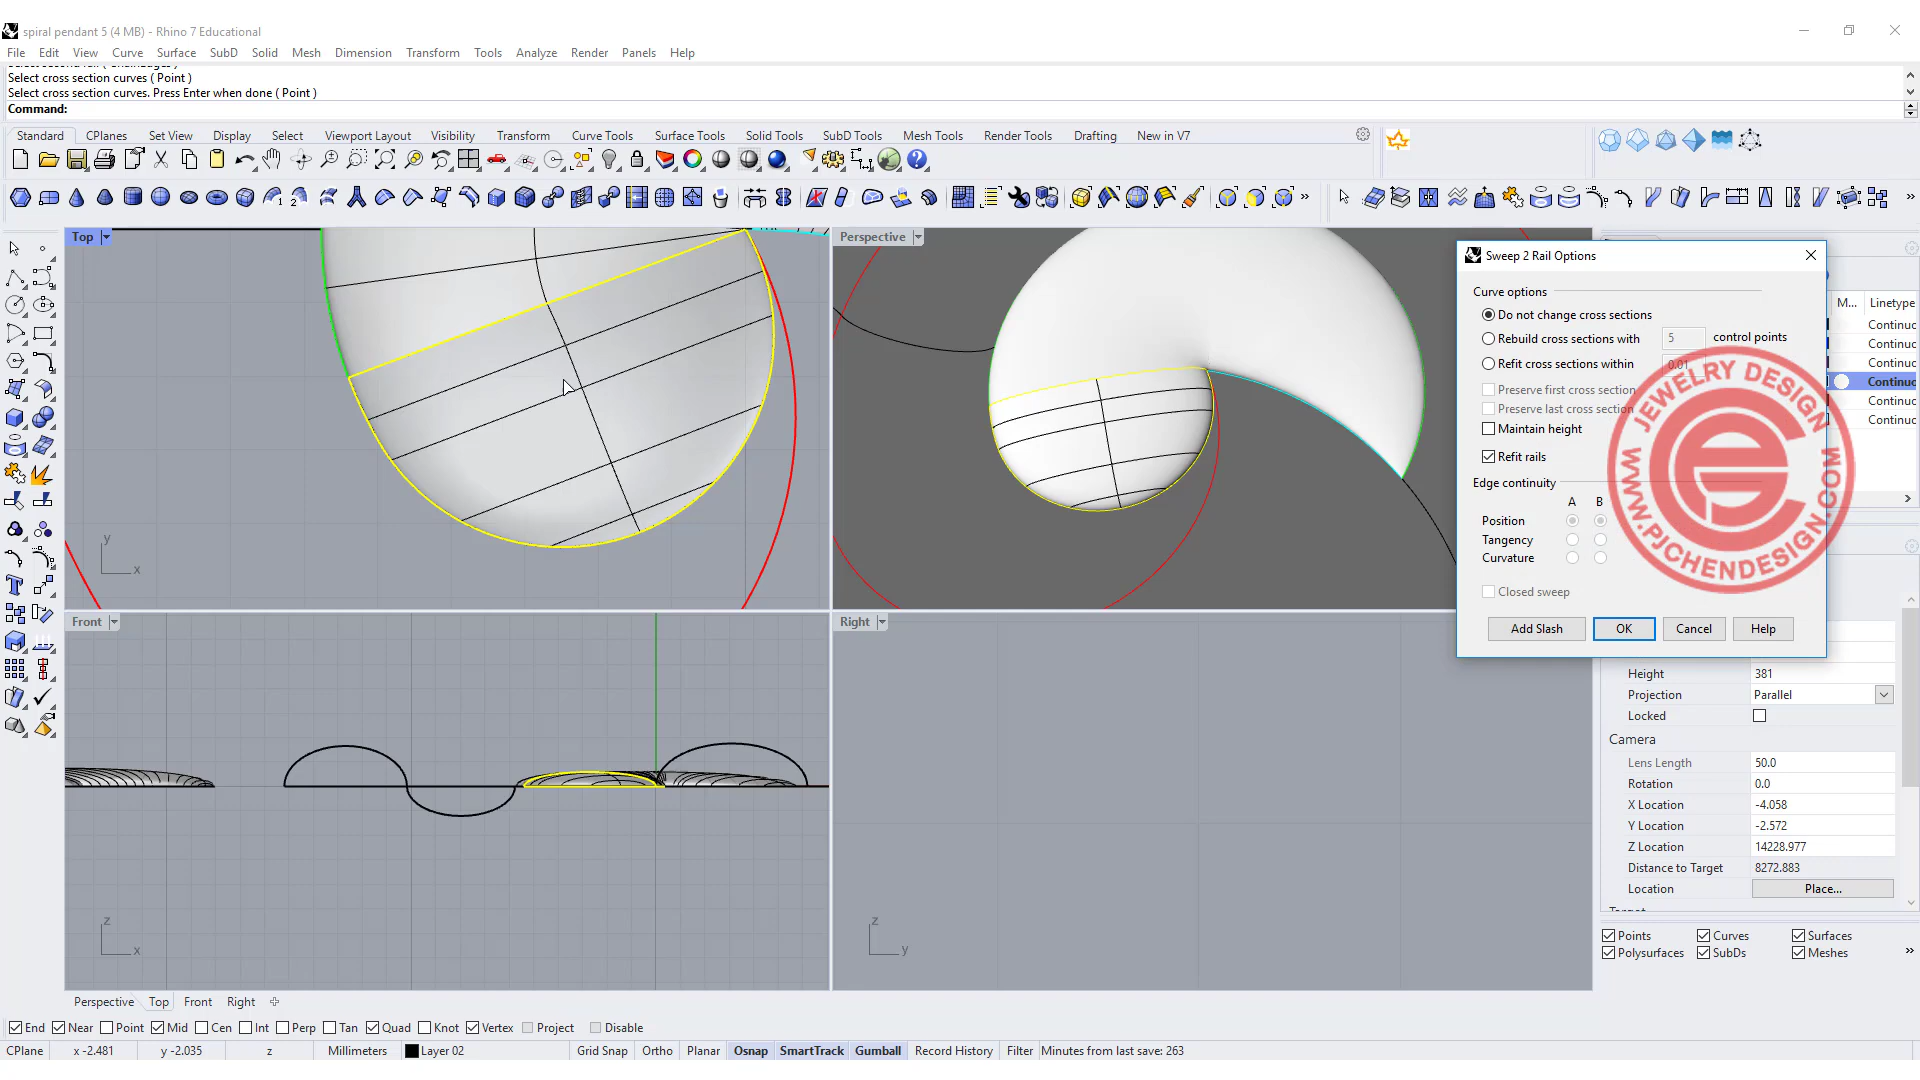 spiral pendant 5 (4 MB) - Rhino 7 Educational
File Edit View Curve Surface SubD Solid Mesh Dimension Transform Tools Analyze Render Panels Help
Select cross section curves ( Point )
Select cross section curves. Press Enter when done ( Point )
Command:
Standard CPlanes Set View Display Select Viewport Layout Visibility Transform Curve Tools Surface Tools Solid Tools SubD Tools Mesh Tools Render Tools Drafting New in V7
Top
Perspective
Sweep 2 Rail Options
Curve options
Do not change cross sections
Rebuild cross sections with 5 control points
Refit cross sections within 0.01
Preserve first cross section
Preserve last cross section
Maintain height
Refit rails
Edge continuity
A B
Position
Tangency
Curvature
Closed sweep
Add Slash OK Cancel Help
M... Linetype
Continuc
Continuc
Continuc
Continuc
Continuc
Continuc
JEWELRY DESIGN
WWW.PJCHENDESIGN.COM
y
x
Front
Right
z
x
z
y
Height 381
Projection Parallel
Locked
Camera
Lens Length 50.0
Rotation 0.0
X Location -4.058
Y Location -2.572
Z Location 14228.977
Distance to Target 8272.883
Location Place...
Points Curves Surfaces
Polysurfaces SubDs Meshes
Perspective Top Front Right
End Near Point Mid Cen Int Perp Tan Quad Knot Vertex Project Disable
CPlane x -2.481 y -2.035 z Millimeters Layer 02 Grid Snap Ortho Planar Osnap SmartTrack Gumball Record History Filter Minutes from last save: 263